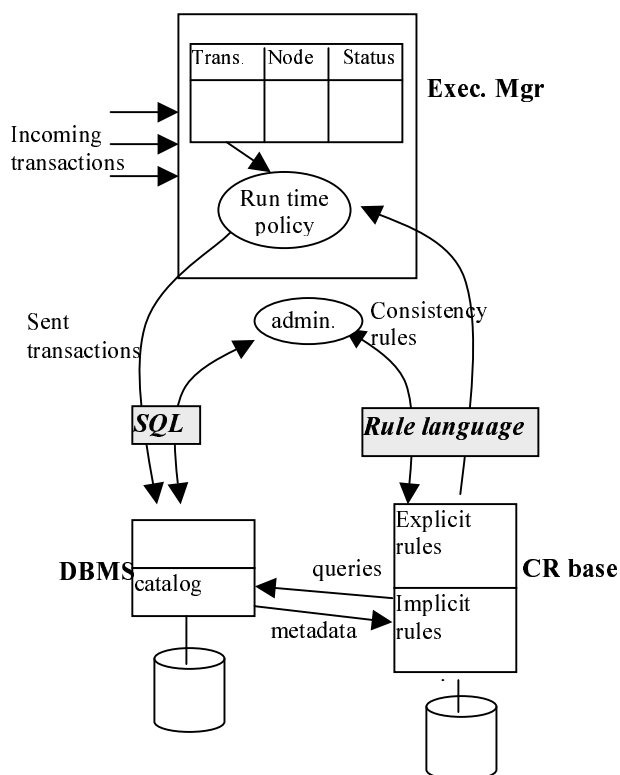 Trans. Node Status
Exec. Mgr
Incoming
transactions
Run time
policy
Sent
transactions
admin.
Consistency
rules
SQL
Rule language
Explicit
rules
DBMS
catalog
queries
CR base
Implicit
rules
metadata